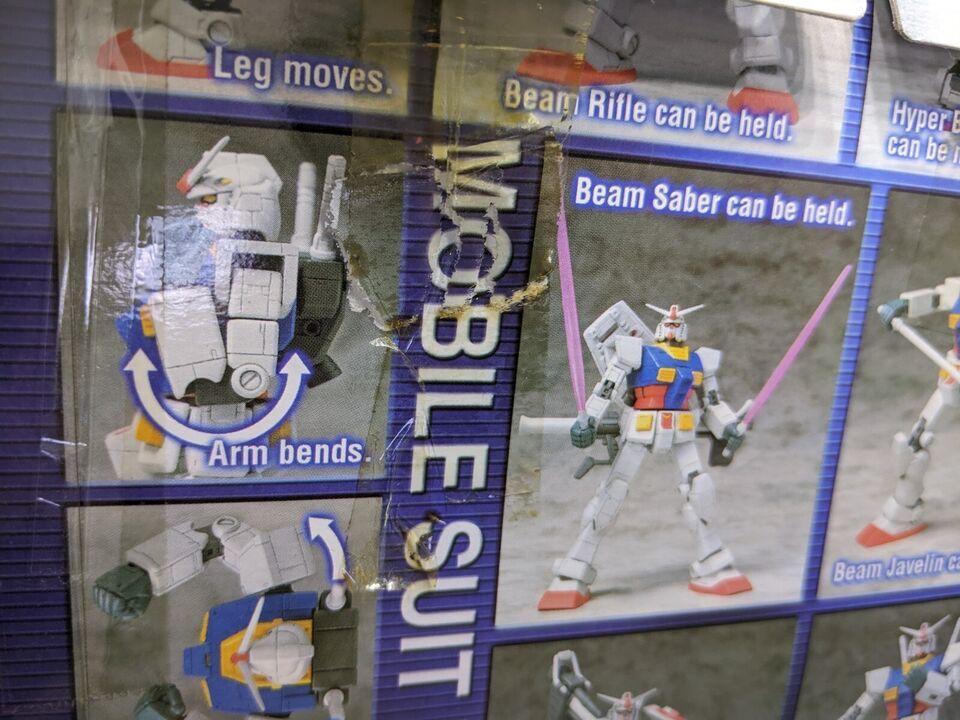 Leg moves.
Beam Rifle can be held.
Hyper
can be
Arm bends.
MOBILE SUIT
Beam Saber can be held.
Beam Javelin